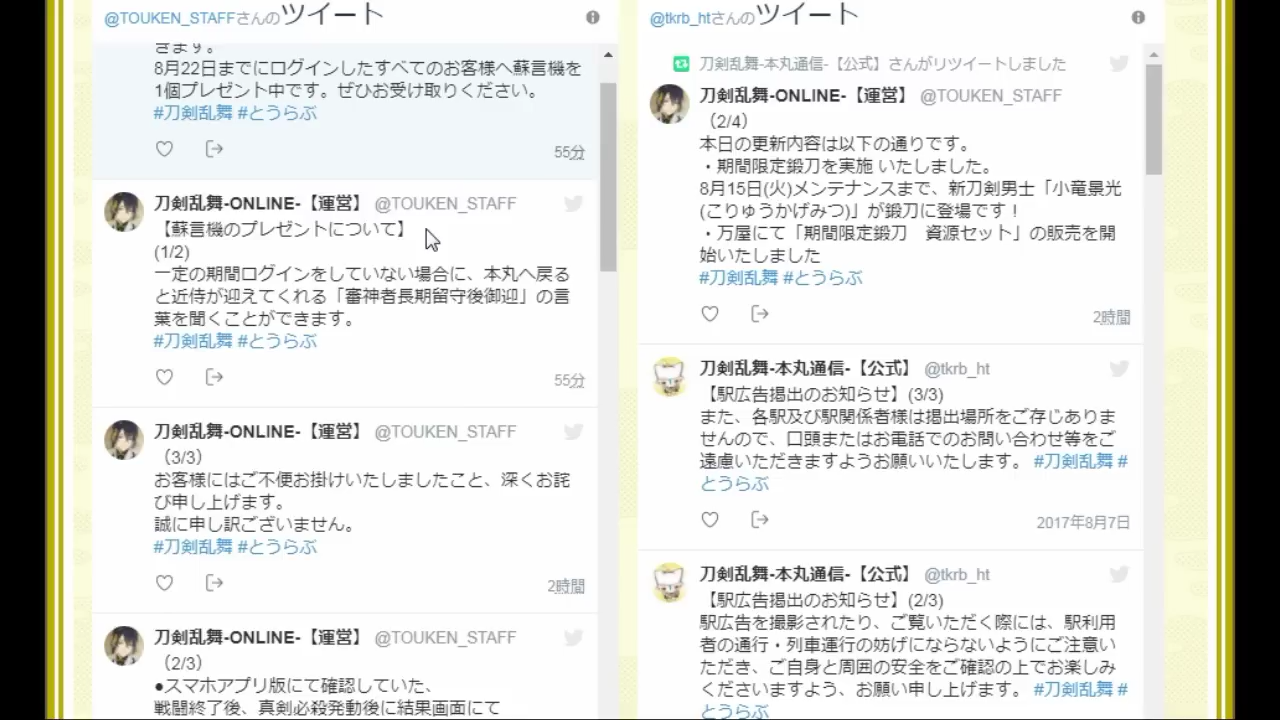 @TOUKEN_STAFFさんのツイート
きます。
8月22日までにログインしたすべてのお客様へ蘇言機を
1個プレゼント中です。ぜひお受け取りください。
#刀剣乱舞 #とうらぶ
55分
刀剣乱舞-ONLINE-【運営】 @TOUKEN_STAFF
【蘇言機のプレゼントについて】
(1/2)
一定の期間ログインをしていない場合に、本丸へ戻る
と近侍が迎えてくれる「審神者長期留守後御迎」の言
葉を聞くことができます。
#刀剣乱舞 #とうらぶ
55分
刀剣乱舞-ONLINE-【運営】 @TOUKEN_STAFF
（3/3）
お客様にはご不便お掛けいたしましたこと、深くお詫
び申し上げます。
誠に申し訳ございません。
#刀剣乱舞 #とうらぶ
2時間
刀剣乱舞-ONLINE-【運営】 @TOUKEN_STAFF
（2/3）
●スマホアプリ版にて確認していた、
戦闘終了後、真剣必殺発動後に結果画面にて
@tkrb_htさんのツイート
刀剣乱舞-本丸通信-【公式】さんがリツイートしました
刀剣乱舞-ONLINE-【運営】 @TOUKEN_STAFF
（2/4）
本日の更新内容は以下の通りです。
・期間限定鍛刀を実施 いたしました。
8月15日(火)メンテナンスまで、新刀剣男士「小竜景光
(こりゅうかげみつ)」が鍛刀に登場です！
・万屋にて「期間限定鍛刀　資源セット」の販売を開
始いたしました
#刀剣乱舞 #とうらぶ
2時間
刀剣乱舞-本丸通信-【公式】 @tkrb_ht
【駅広告掲出のお知らせ】(3/3)
また、各駅及び駅関係者様は掲出場所をご存じありま
せんので、口頭またはお電話でのお問い合わせ等をご
遠慮いただきますようお願いいたします。 #刀剣乱舞 #
とうらぶ
2017年8月7日
刀剣乱舞-本丸通信-【公式】 @tkrb_ht
【駅広告掲出のお知らせ】(2/3)
駅広告を撮影されたり、ご覧いただく際には、駅利用
者の通行・列車運行の妨げにならないようにご注意い
ただき、ご自身と周囲の安全をご確認の上でお楽しみ
くださいますよう、お願い申し上げます。 #刀剣乱舞 #
とうらぶ